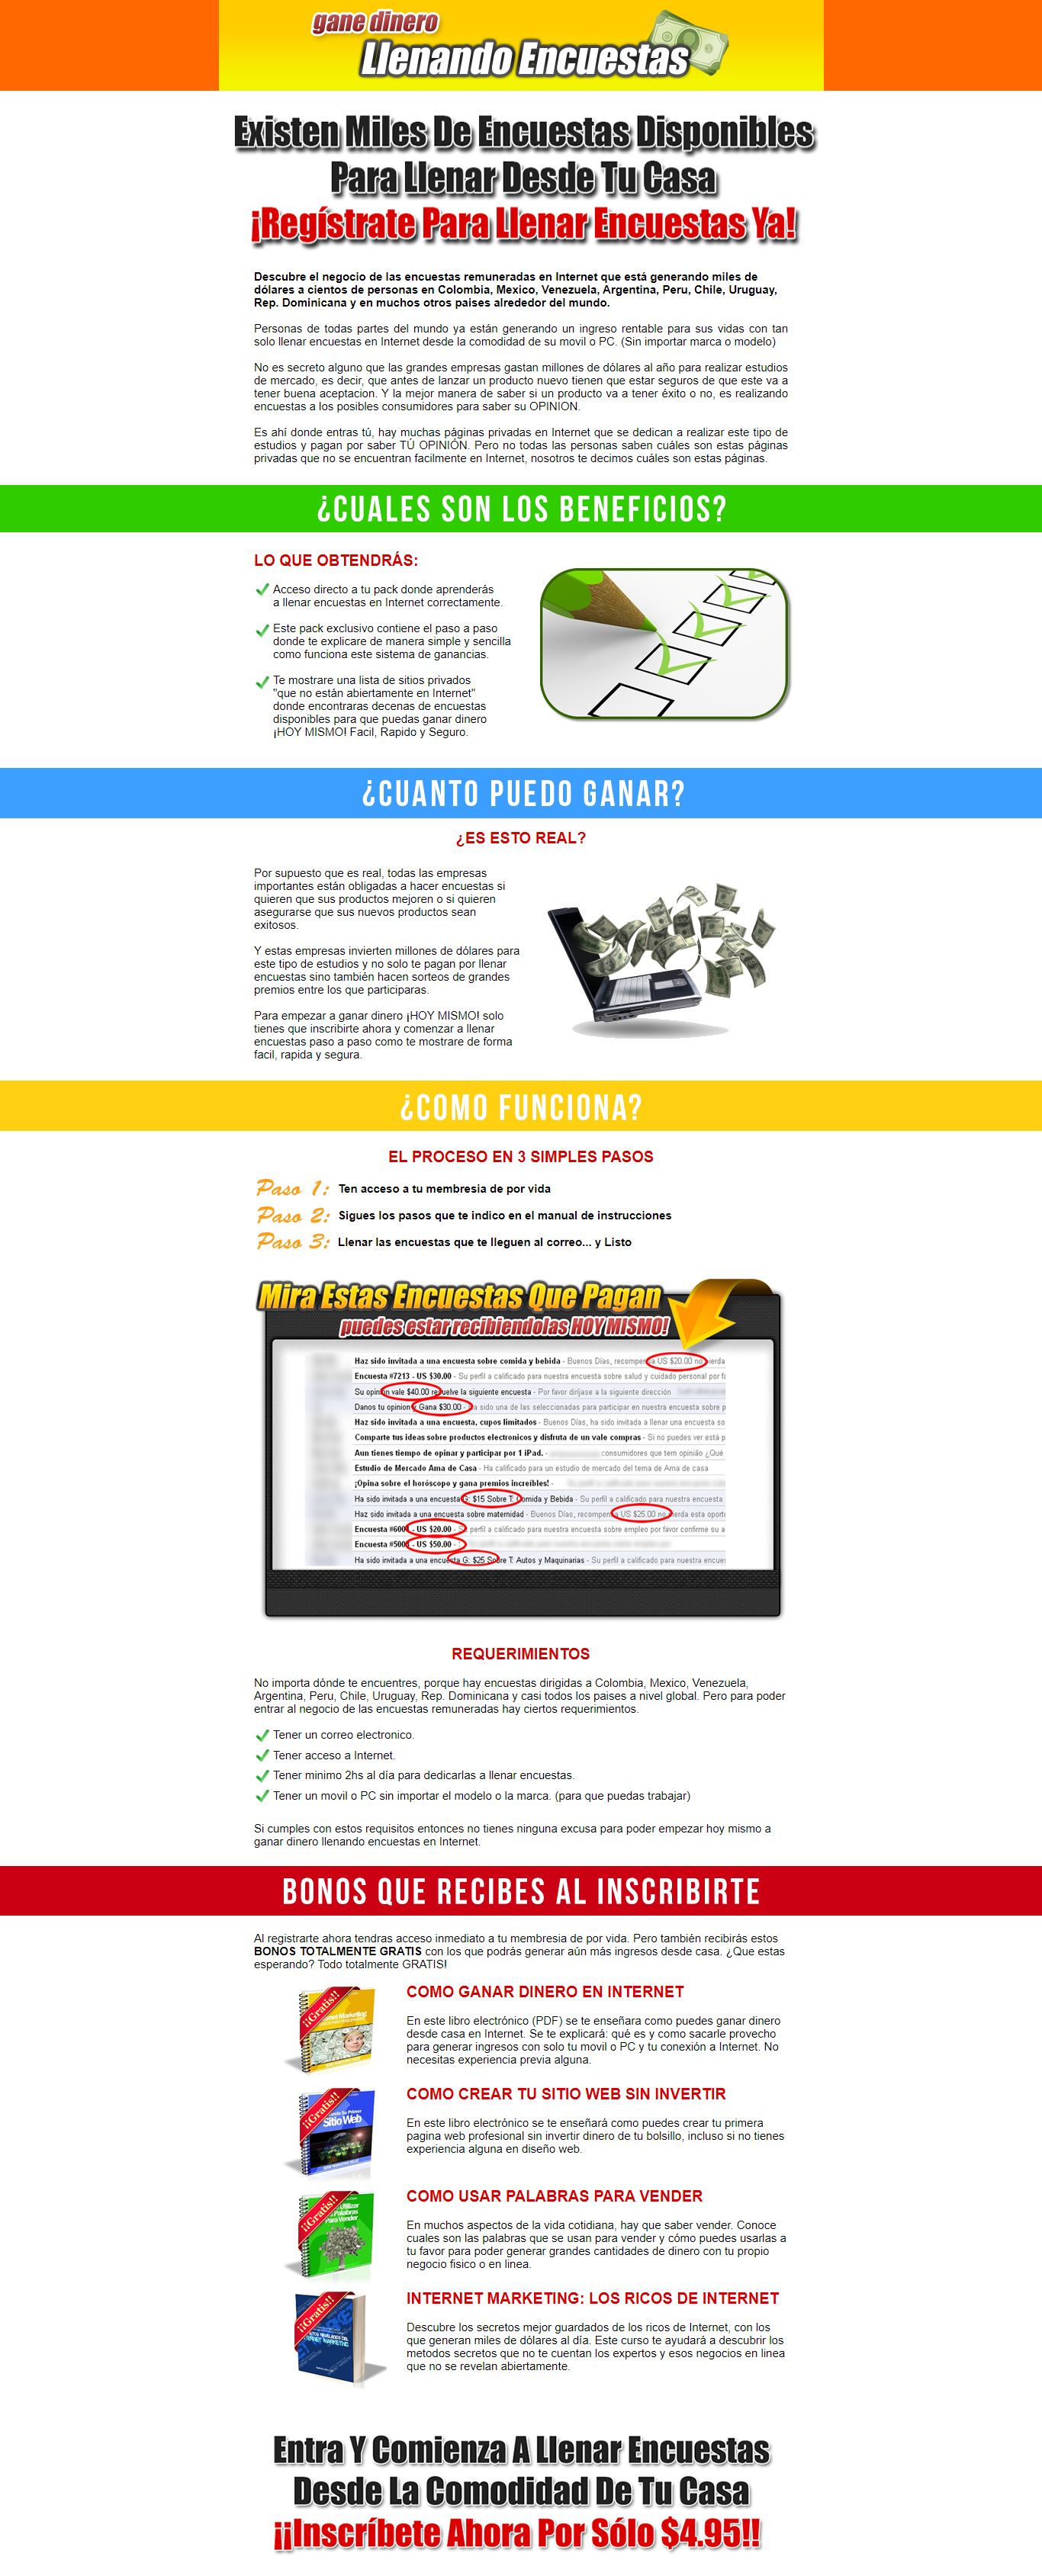 gane dinero
Llenando Encuestas
Existen Miles De Encuestas Disponibles
Para Llenar Desde Tu Casa
¡Regístrate Para Llenar Encuestas Ya!
Descubre el negocio de las encuestas remuneradas en Internet que está generando miles de
dólares a cientos de personas en Colombia, Mexico, Venezuela, Argentina, Peru, Chile, Uruguay,
Rep. Dominicana y en muchos otros paises alrededor del mundo.
Personas de todas partes del mundo ya están generando un ingreso rentable para sus vidas con tan
solo llenar encuestas en Internet desde la comodidad de su movil o PC. (Sin importar marca o modelo)
No es secreto alguno que las grandes empresas gastan millones de dólares al año para realizar estudios
de mercado, es decir, que antes de lanzar un producto nuevo tienen que estar seguros de que este va a
tener buena aceptacion. Y la mejor manera de saber si un producto va a tener éxito o no, es realizando
encuestas a los posibles consumidores para saber su OPINION.
Es ahí donde entras tú, hay muchas páginas privadas en Internet que se dedican a realizar este tipo de
estudios y pagan por saber TÚ OPINIÓN. Pero no todas las personas saben cuáles son estas páginas
privadas que no se encuentran facilmente en Internet, nosotros te decimos cuáles son estas páginas.
¿CUALES SON LOS BENEFICIOS?
LO QUE OBTENDRÁS:
Acceso directo a tu pack donde aprenderás
a llenar encuestas en Internet correctamente.
Este pack exclusivo contiene el paso a paso
donde te explicare de manera simple y sencilla
como funciona este sistema de ganancias.
Te mostrare una lista de sitios privados
"que no están abiertamente en Internet"
donde encontraras decenas de encuestas
disponibles para que puedas ganar dinero
¡HOY MISMO! Facil, Rapido y Seguro.
¿CUANTO PUEDO GANAR?
¿ES ESTO REAL?
Por supuesto que es real, todas las empresas
importantes están obligadas a hacer encuestas si
quieren que sus productos mejoren o si quieren
asegurarse que sus nuevos productos sean
exitosos.
Y estas empresas invierten millones de dólares para
este tipo de estudios y no solo te pagan por llenar
encuestas sino también hacen sorteos de grandes
premios entre los que participaras.
Para empezar a ganar dinero ¡HOY MISMO! solo
tienes que inscribirte ahora y comenzar a llenar
encuestas paso a paso como te mostrare de forma
facil, rapida y segura.
¿COMO FUNCIONA?
EL PROCESO EN 3 SIMPLES PASOS
Paso 1: Ten acceso a tu membresia de por vida
Paso 2: Sigues los pasos que te indico en el manual de instrucciones
Paso 3: Llenar las encuestas que te lleguen al correo... y Listo
Mira Estas Encuestas Que Pagan
puedes estar recibiendolas HOY MISMO!
Haz sido invitada a una encuesta sobre comida y bebida - Buenos Días, recompensa US $20.00 no pierda
Encuesta #7213 - US $30.00 - Su perfil a calificado para nuestra encuesta sobre salud y cuidado personal por fa
Su opinión vale $40.00 resuelve la siguiente encuesta - Por favor diríjase a la siguiente dirección
Danos tu opinion y Gana $30.00 - Ha sido una de las seleccionadas para participar en nuestra encuesta sobre p
Haz sido invitada a una encuesta, cupos limitados - Buenos Días, ha sido invitada a llenar una encuesta so
Comparte tus ideas sobre productos electronicos y disfruta de un vale compras - Si no puedes ver está p
Aun tienes tiempo de opinar y participar por 1 iPad. - consumidores que tem opinião ¿Qué
Estudio de Mercado Ama de Casa - Ha calificado para un estudio de mercado del tema de Ama de casa
¡Opina sobre el horóscopo y gana premios increíbles! -
Ha sido invitada a una encuesta G: $15 Sobre T: Comida y Bebida - Su perfil a calificado para nuestra encuesta
Haz sido invitada a una encuesta sobre maternidad - Buenos Días, recompensa US $25.00 no pierda esta oportu
Encuesta #6001 - US $20.00 - Su perfil a calificado para nuestra encuesta sobre empleo por favor confirme su a
Encuesta #5003 - US $50.00 -
Ha sido invitada a una encuesta G: $25 Sobre T: Autos y Maquinarias - Su perfil a calificado para nuestra encues
REQUERIMIENTOS
No importa dónde te encuentres, porque hay encuestas dirigidas a Colombia, Mexico, Venezuela,
Argentina, Peru, Chile, Uruguay, Rep. Dominicana y casi todos los paises a nivel global. Pero para poder
entrar al negocio de las encuestas remuneradas hay ciertos requerimientos.
Tener un correo electronico.
Tener acceso a Internet.
Tener minimo 2hs al día para dedicarlas a llenar encuestas.
Tener un movil o PC sin importar el modelo o la marca. (para que puedas trabajar)
Si cumples con estos requisitos entonces no tienes ninguna excusa para poder empezar hoy mismo a
ganar dinero llenando encuestas en Internet.
BONOS QUE RECIBES AL INSCRIBIRTE
Al registrarte ahora tendras acceso inmediato a tu membresia de por vida. Pero también recibirás estos
BONOS TOTALMENTE GRATIS con los que podrás generar aún más ingresos desde casa. ¿Que estas
esperando? Todo totalmente GRATIS!
¡¡Gratis!!
COMO GANAR DINERO EN INTERNET
En este libro electrónico (PDF) se te enseñara como puedes ganar dinero
desde casa en Internet. Se te explicará: qué es y como sacarle provecho
para generar ingresos con solo tu movil o PC y tu conexión a Internet. No
necesitas experiencia previa alguna.
¡¡Gratis!!
Sitio Web
COMO CREAR TU SITIO WEB SIN INVERTIR
En este libro electrónico se te enseñará como puedes crear tu primera
pagina web profesional sin invertir dinero de tu bolsillo, incluso si no tienes
experiencia alguna en diseño web.
¡¡Gratis!!
Utilizar
Palabras
Para Vender
COMO USAR PALABRAS PARA VENDER
En muchos aspectos de la vida cotidiana, hay que saber vender. Conoce
cuales son las palabras que se usan para vender y cómo puedes usarlas a
tu favor para poder generar grandes cantidades de dinero con tu propio
negocio fisico o en linea.
¡¡Gratis!!
INTERNET MARKETING: LOS RICOS DE INTERNET
Descubre los secretos mejor guardados de los ricos de Internet, con los
que generan miles de dólares al día. Este curso te ayudará a descubrir los
metodos secretos que no te cuentan los expertos y esos negocios en linea
que no se revelan abiertamente.
Entra Y Comienza A Llenar Encuestas
Desde La Comodidad De Tu Casa
¡¡Inscríbete Ahora Por Sólo $4.95!!